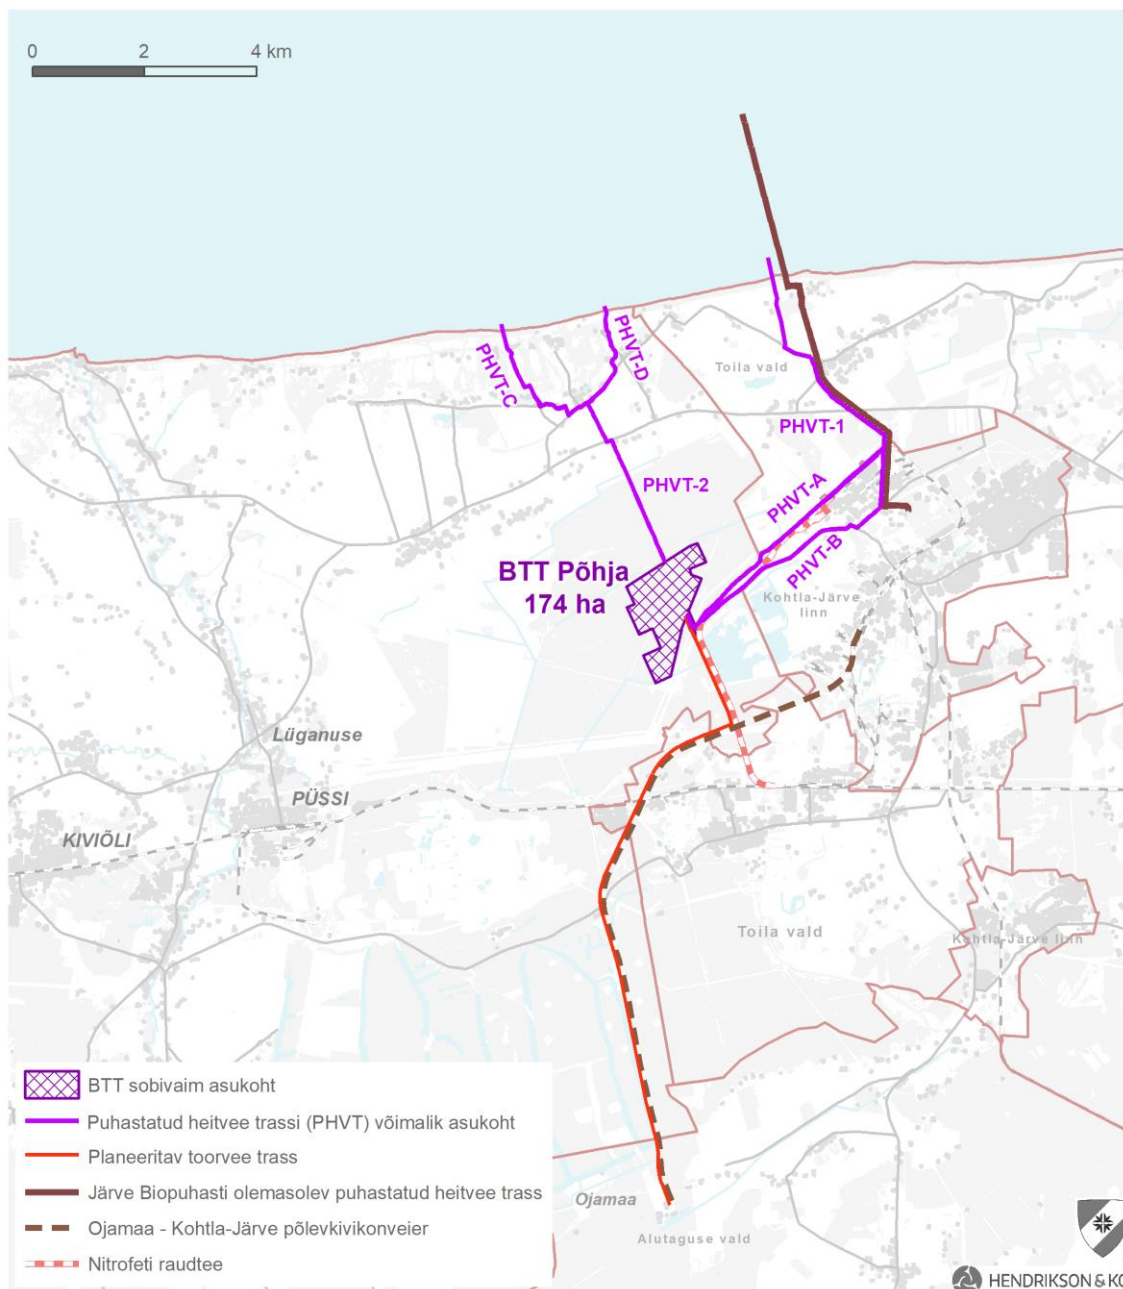 0 2 4 km
PHVT-C
PHVT-D
Toila vald
PHVT-1
PHVT-2
PHVT-A
PHVT-B
BTT Põhja
174 ha
Kohtla-Järve
linn
Lüganuse
PÜSSI
KIVIÕLI
Toila vald
Kohtla-Järve linn
BTT sobivaim asukoht
Puhastatud heitvee trassi (PHVT) võimalik asukoht
Planeeritav toorvee trass
Järve Biopuhasti olemasolev puhastatud heitvee trass
Ojamaa
Ojamaa - Kohtla-Järve põlevkivikonveier
Alutaguse vald
Nitrofeti raudtee
HENDRIKSON & KO